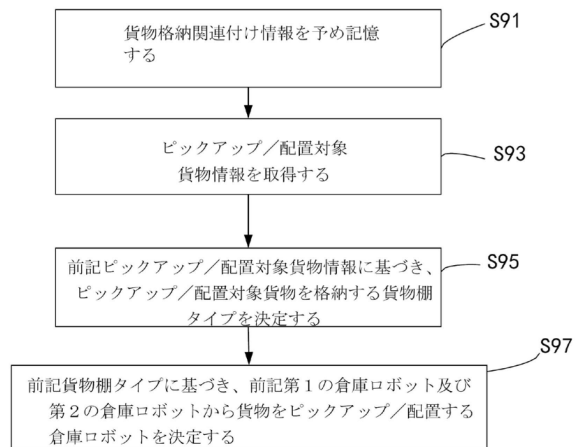 貨物格納関連付け情報を予め記憶
する
S91
ピックアップ／配置対象
貨物情報を取得する
S93
前記ピックアップ／配置対象貨物情報に基づき、
ピックアップ／配置対象貨物を格納する貨物棚
タイプを決定する
S95
前記貨物棚タイプに基づき、前記第１の倉庫ロボット及び
第２の倉庫ロボットから貨物をピックアップ／配置する
倉庫ロボットを決定する
S97